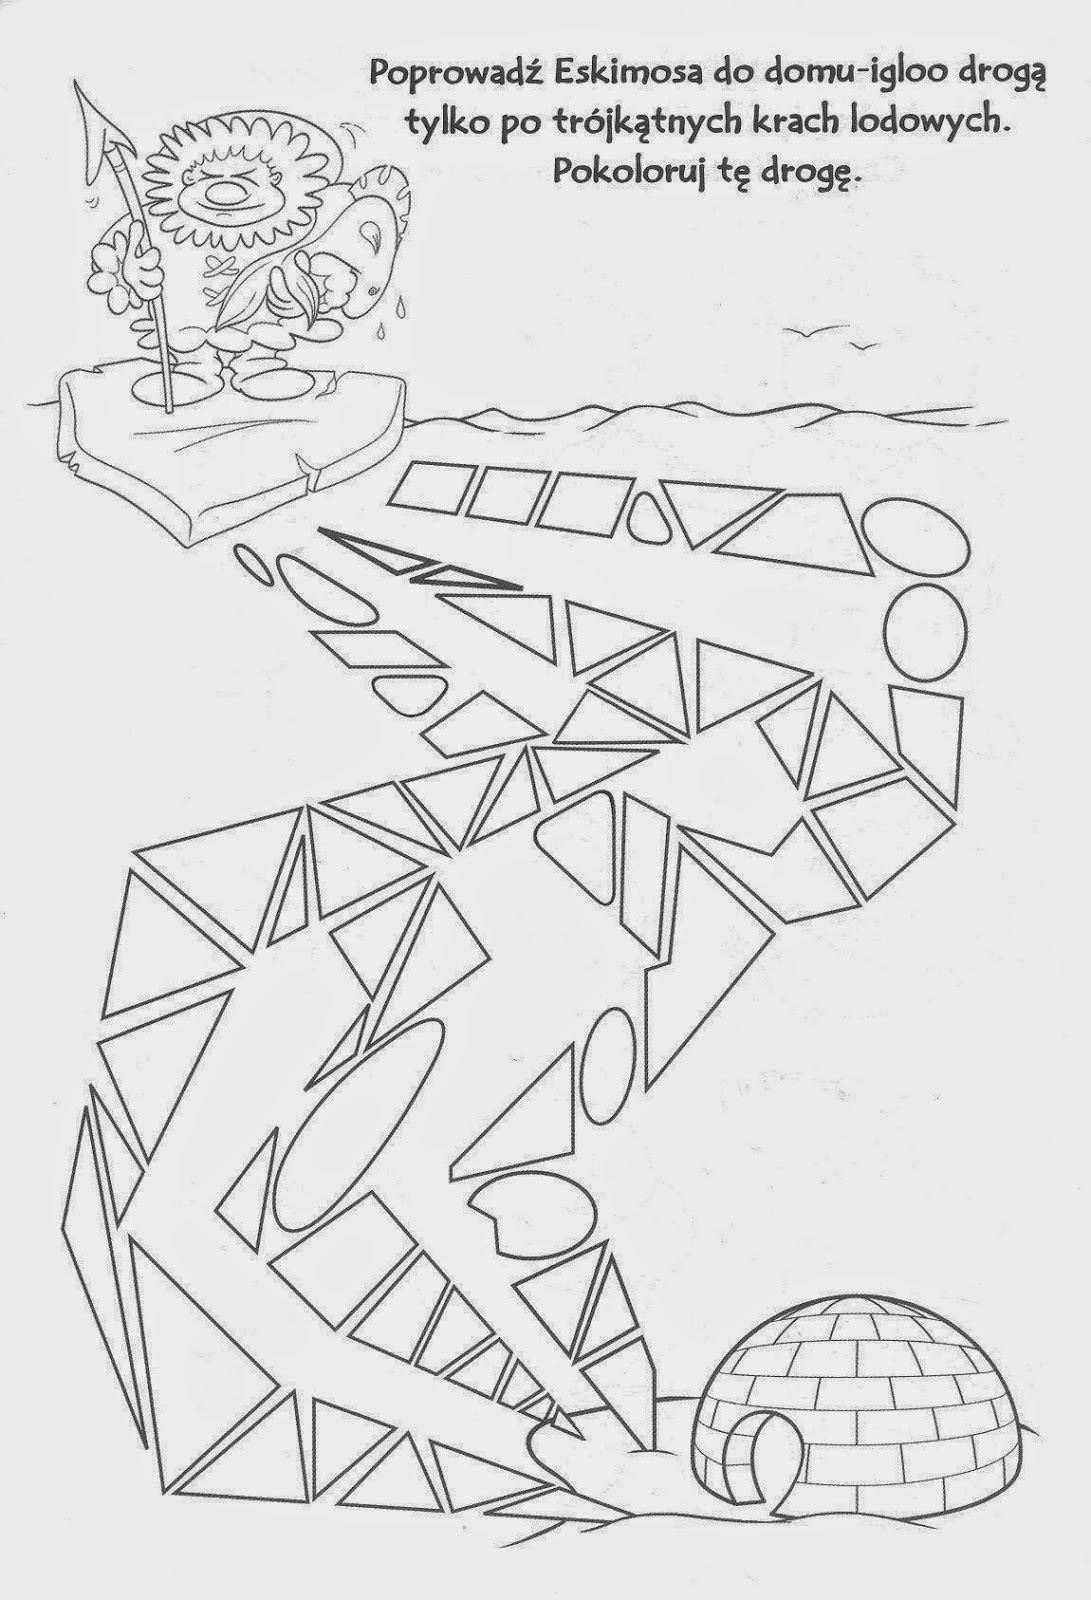 Poprowadź Eskimosa do domu-igloo drogą
tylko po trójkątnych krach lodowych.
Pokoloruj tę drogę.